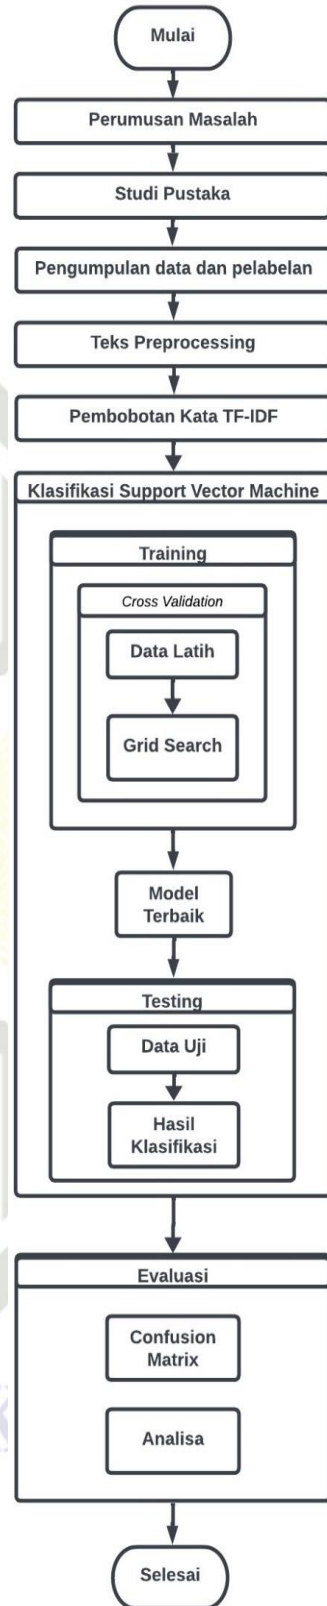 Mulai
Perumusan Masalah
Studi Pustaka
Pengumpulan data dan pelabelan
Teks Preprocessing
Pembobotan Kata TF-IDF
Klasifikasi Support Vector Machine
Training
Cross Validation
Data Latih
Grid Search
Model
Terbaik
Testing
Data Uji
Hasil
Klasifikasi
Evaluasi
Confusion
Matrix
Analisa
Selesai